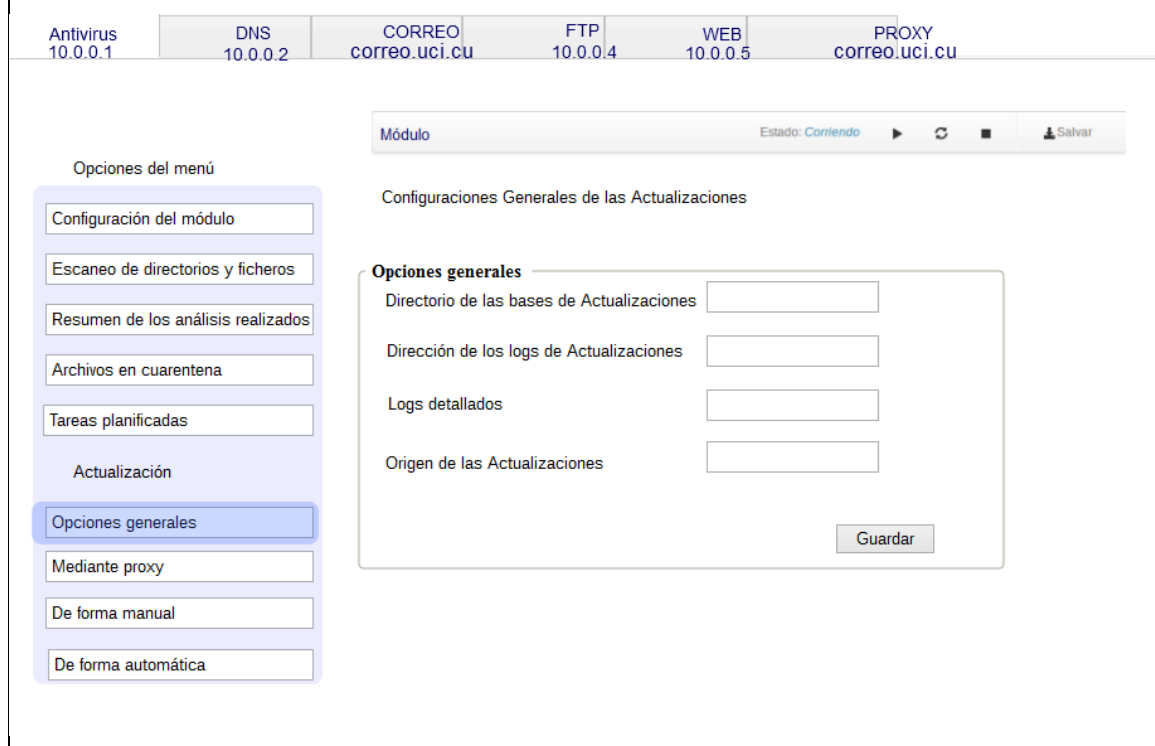 Antivirus
10.0.0.1
DNS
10.0.0.2
CORREO
correo.uci.cu
FTP
10.0.0.4
WEB
10.0.0.5
PROXY
correo.uci.cu
Módulo
Estado: Corriendo
Salvar
Opciones del menú
Configuración del módulo
Escaneo de directorios y ficheros
Resumen de los análisis realizados
Archivos en cuarentena
Tareas planificadas
Actualización
Opciones generales
Mediante proxy
De forma manual
De forma automática
Configuraciones Generales de las Actualizaciones
Opciones generales
Directorio de las bases de Actualizaciones
Dirección de los logs de Actualizaciones
Logs detallados
Origen de las Actualizaciones
Guardar